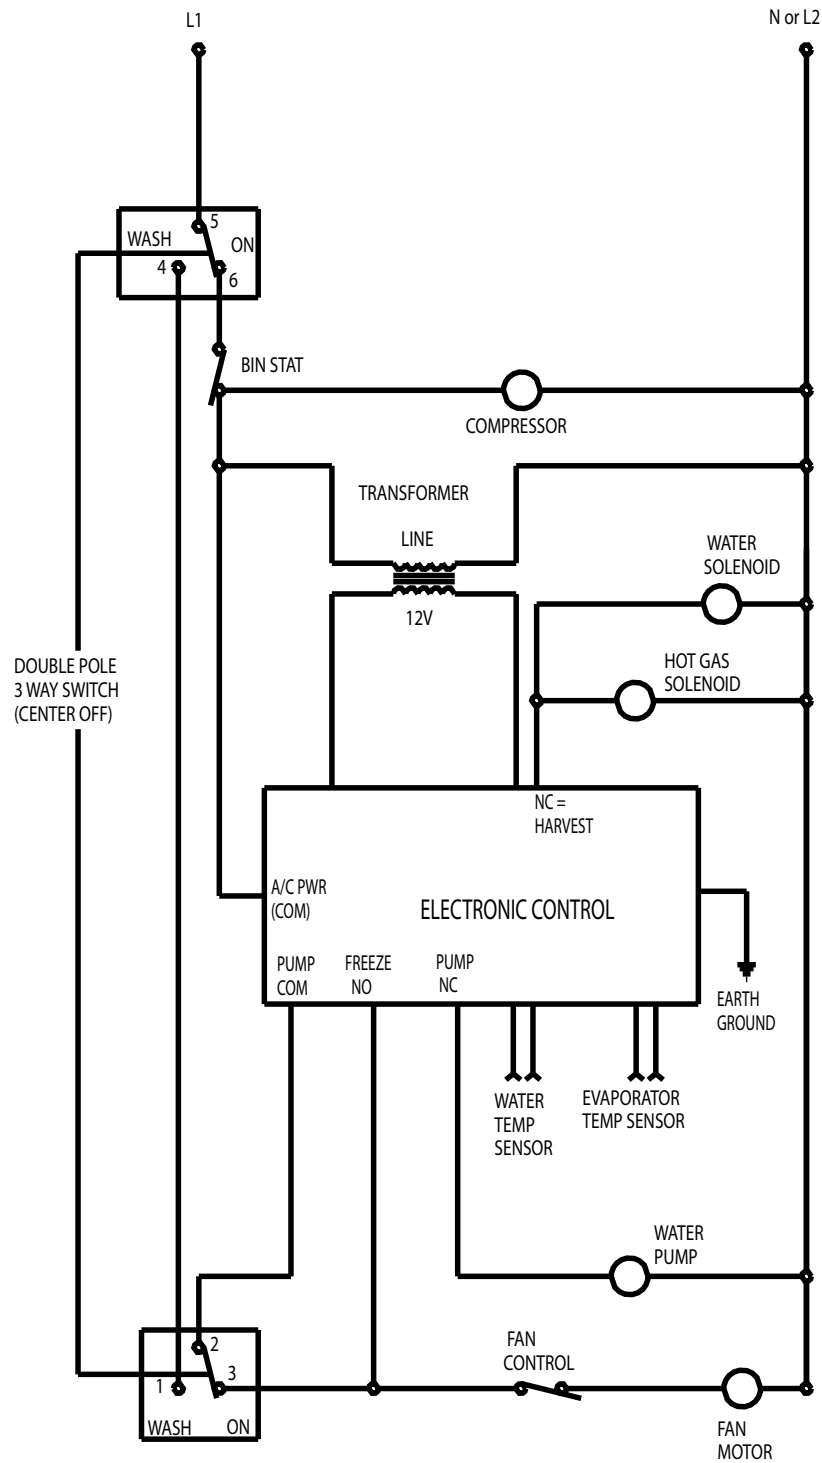 L1
N or L2
5
WASH
ON
4
6
BIN STAT
COMPRESSOR
TRANSFORMER
LINE
12V
WATER
SOLENOID
HOT GAS
SOLENOID
DOUBLE POLE
3 WAY SWITCH
(CENTER OFF)
NC =
HARVEST
A/C PWR
(COM)
ELECTRONIC CONTROL
PUMP
COM
FREEZE
NO
PUMP
NC
EARTH
GROUND
WATER
TEMP
SENSOR
EVAPORATOR
TEMP SENSOR
WATER
PUMP
2
3
1
WASH
ON
FAN
CONTROL
FAN
MOTOR